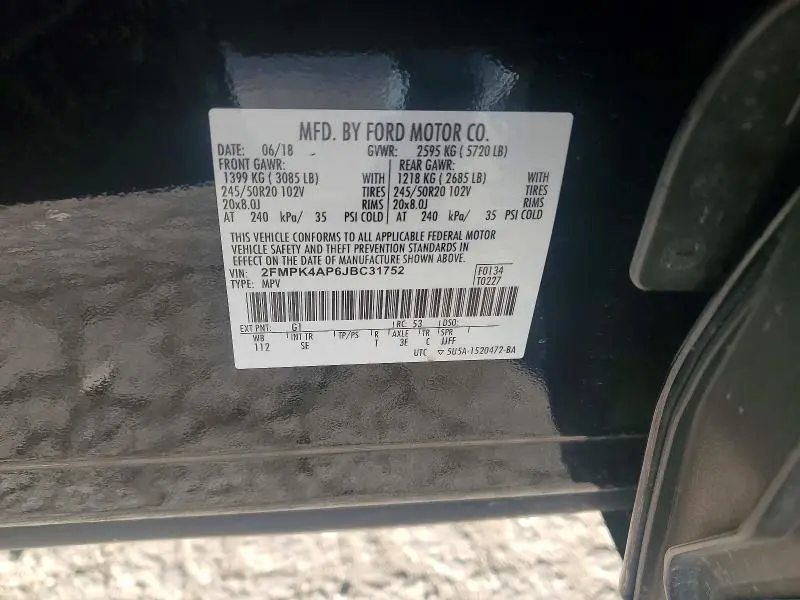 MFD. BY FORD MOTOR CO.
DATE: 06/18 GVWR: 2595 KG ( 5720 LB)
FRONT GAWR: REAR GAWR:
1399 KG ( 3085 LB) WITH 1218 KG ( 2685 LB) WITH
245/50R20 102V TIRES 245/50R20 102V TIRES
20x8.0J RIMS 20x8.0J RIMS
AT 240 kPa/ 35 PSI COLD AT 240 kPa/ 35 PSI COLD
THIS VEHICLE CONFORMS TO ALL APPLICABLE FEDERAL MOTOR
VEHICLE SAFETY AND THEFT PREVENTION STANDARDS IN
EFFECT ON THE DATE OF MANUFACTURE SHOWN ABOVE.
VIN: 2FMPK4AP6JBC31752 F0134
TYPE: MPV T0227
EXT PNT: G1 RC: 53 DSO:
WB INT TR TP/PS R AXLE TR SPR
112 SE T 3E C JJFF
UTC ▽ 5U5A-1520472-BA